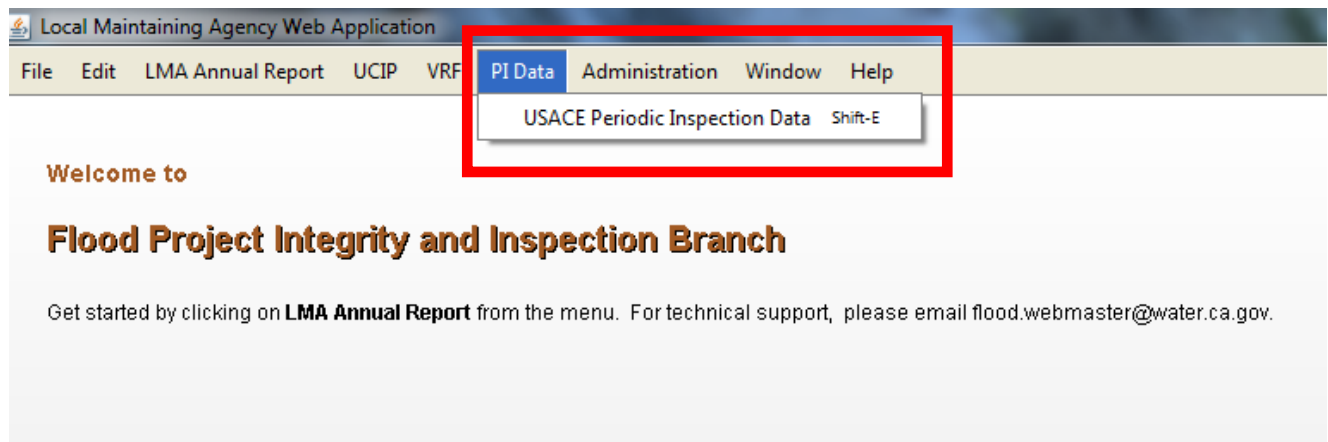 Local Maintaining Agency Web Application
File Edit LMA Annual Report UCIP VRF PI Data Administration Window Help
USACE Periodic Inspection Data Shift-E
Welcome to
Flood Project Integrity and Inspection Branch
Get started by clicking on LMA Annual Report from the menu. For technical support, please email flood.webmaster@water.ca.gov.